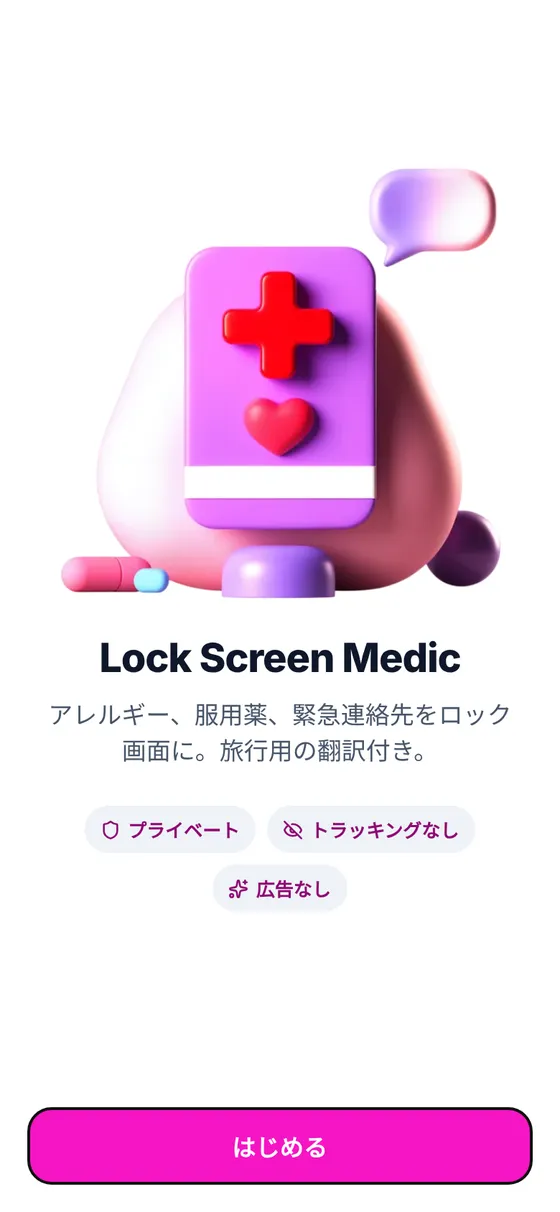 Lock Screen Medic
アレルギー、服用薬、緊急連絡先をロック
画面に。旅行用の翻訳付き。
プライベート
トラッキングなし
広告なし
はじめる